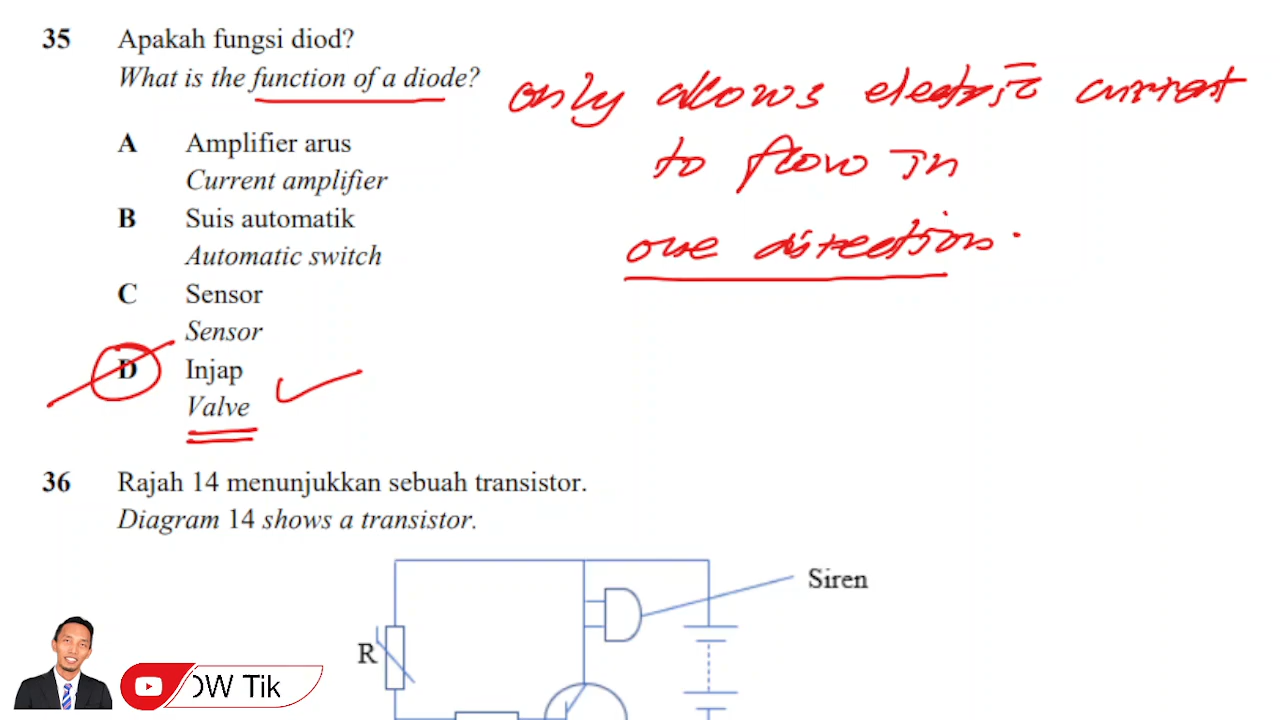 35 Apakah fungsi diod?
What is the function of a diode?
only allows electric current
to flow in
one direction.
A Amplifier arus
Current amplifier
B Suis automatik
Automatic switch
C Sensor
Sensor
D Injap
Valve
36 Rajah 14 menunjukkan sebuah transistor.
Diagram 14 shows a transistor.
Siren
R
OW Tik